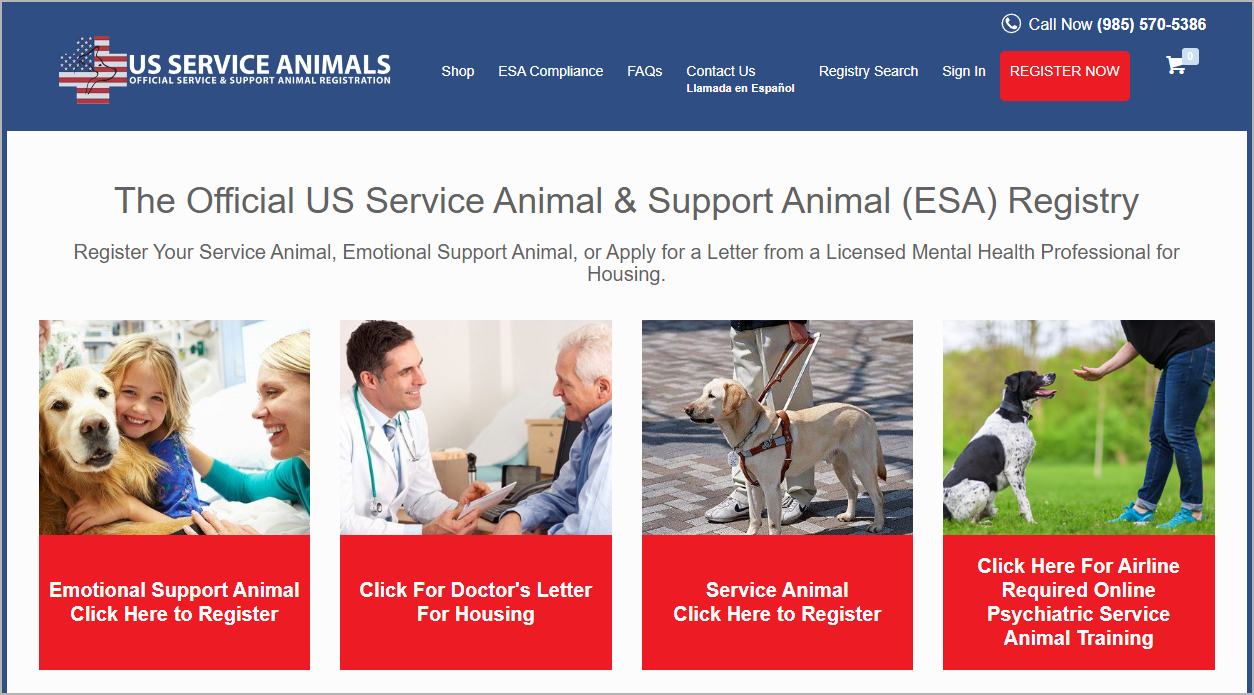 Call Now (985) 570-5386
US SERVICE ANIMALS
OFFICIAL SERVICE & SUPPORT ANIMAL REGISTRATION
Shop
ESA Compliance
FAQs
Contact Us
Llamada en Español
Registry Search
Sign In
REGISTER NOW
0
The Official US Service Animal & Support Animal (ESA) Registry
Register Your Service Animal, Emotional Support Animal, or Apply for a Letter from a Licensed Mental Health Professional for
Housing.
Emotional Support Animal
Click Here to Register
Click For Doctor's Letter
For Housing
Service Animal
Click Here to Register
Click Here For Airline
Required Online
Psychiatric Service
Animal Training